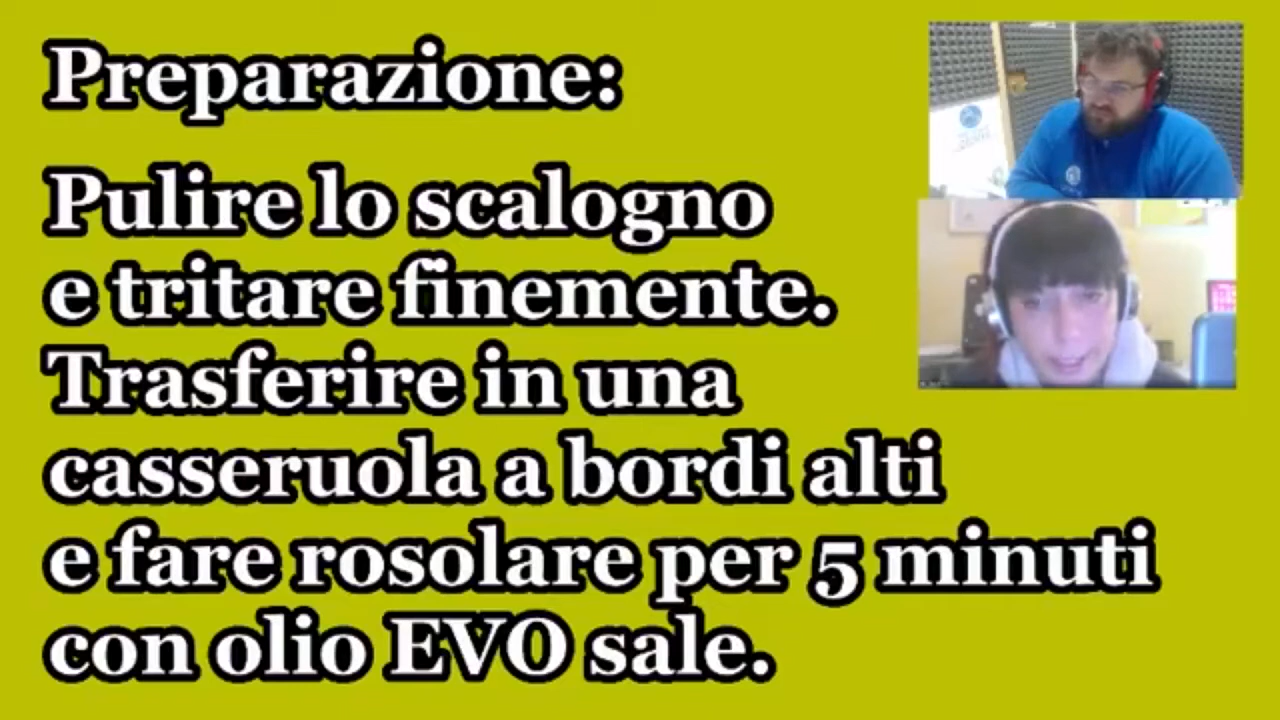 Preparazione:
Pulire lo scalogno
e tritare finemente.
Trasferire in una
casseruola a bordi alti
e fare rosolare per 5 minuti
con olio EVO sale.